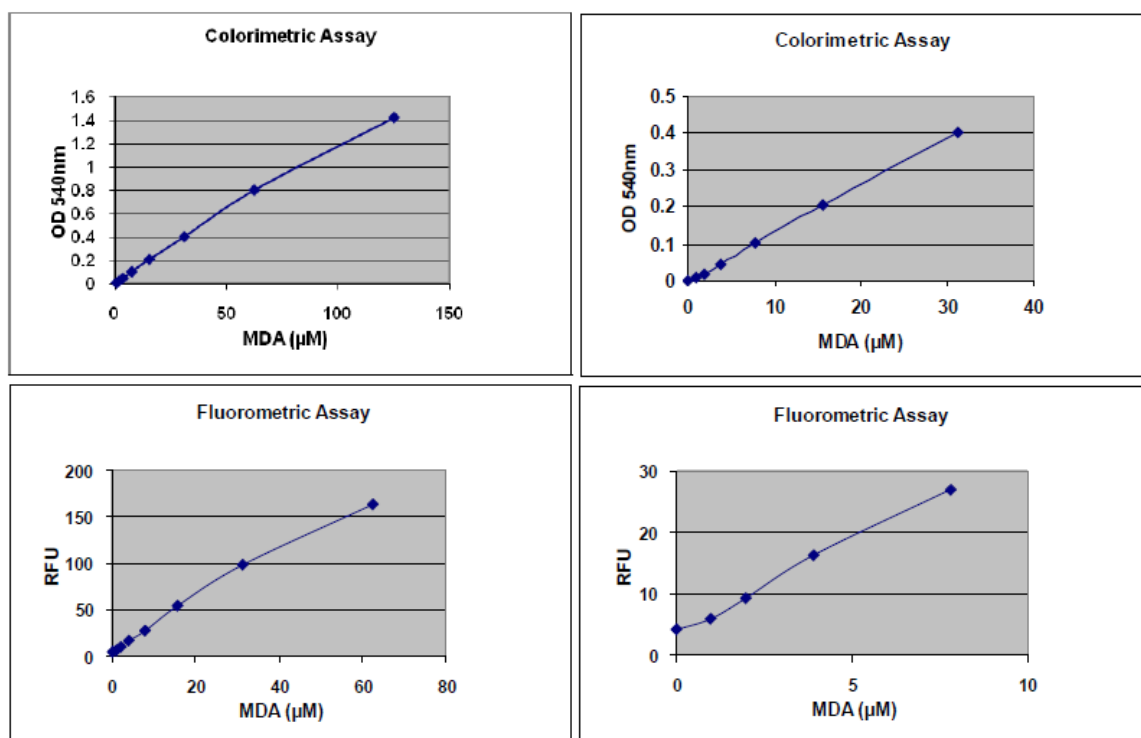 Colorimetric Assay
1.6
1.4
1.2
1
0.8
0.6
0.4
0.2
0
OD 540nm
0 50 100 150
MDA (µM)
Colorimetric Assay
0.5
0.4
0.3
0.2
0.1
0
OD 540nm
0 10 20 30 40
MDA (µM)
Fluorometric Assay
200
150
100
50
0
RFU
0 20 40 60 80
MDA (µM)
Fluorometric Assay
30
20
10
0
RFU
0 5 10
MDA (µM)